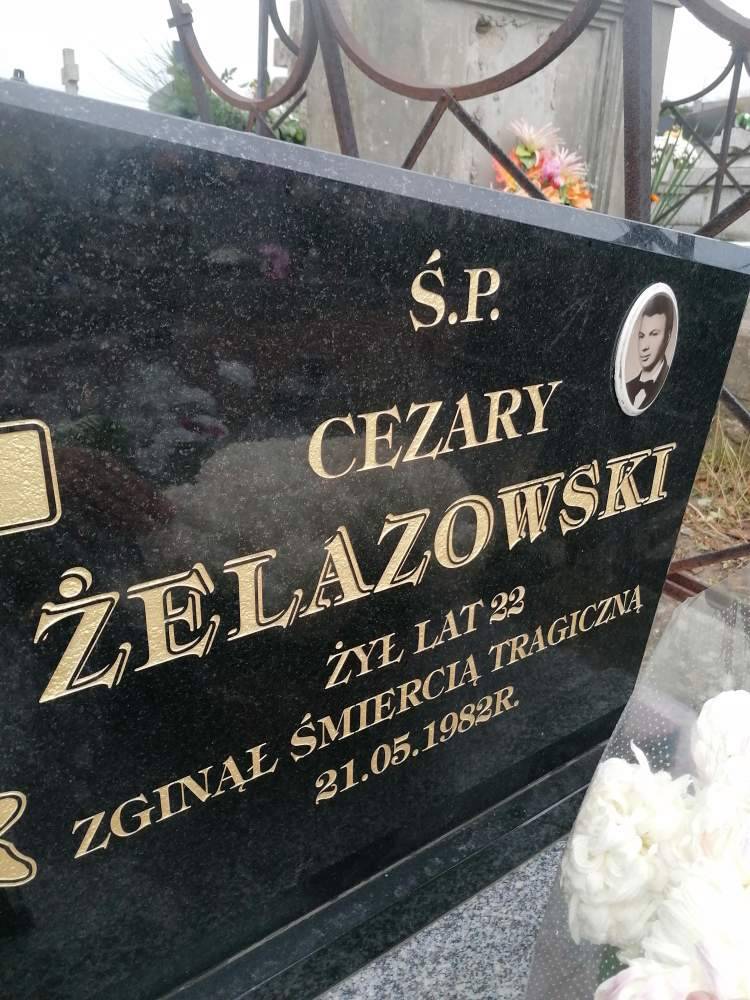 Ś.P.
CEZARY
ŻELAZOWSKI
ŻYŁ LAT 22
ZGINĄŁ ŚMIERCIĄ TRAGICZNĄ
21.05.1982R.